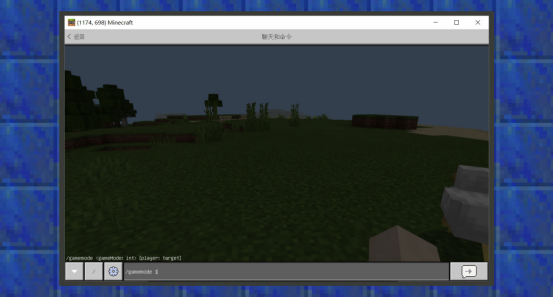 (1174, 698) Minecraft
返回
聊天和命令
/gamemode <gameMode: int> [player: target]
/
/gamemode